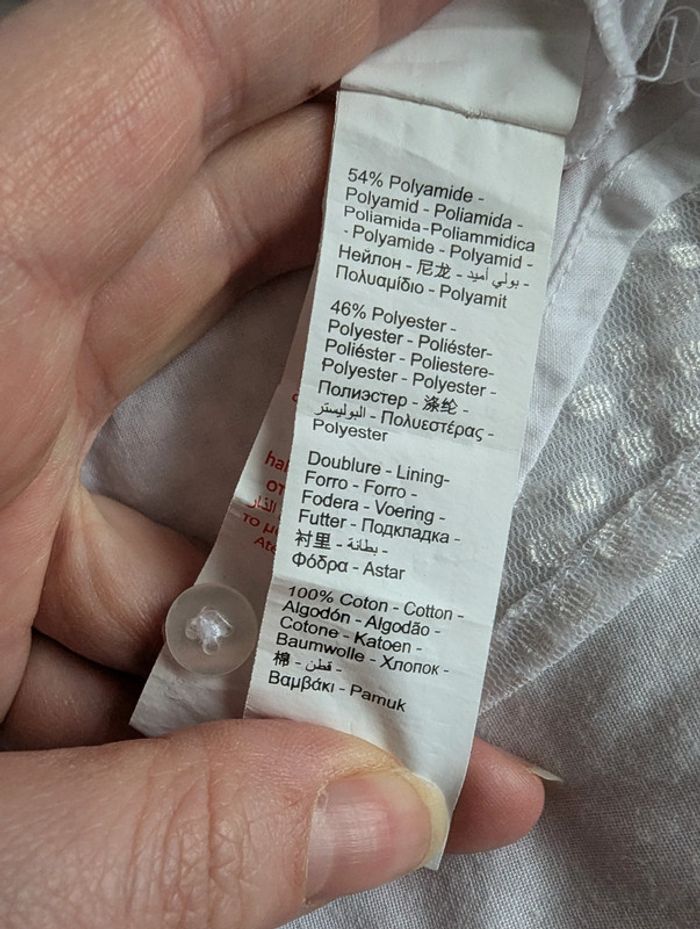 54% Polyamide -
Polyamid - Poliamida -
Poliamida-Poliammidica
- Polyamide - Polyamid -
Нейлон - 尼龙 - بولي أميد -
Πολυαμίδιο - Polyamit
46% Polyester -
Polyester - Poliéster-
Poliéster - Poliestere-
Polyester - Polyester -
Полиэстер - 涤纶 -
البوليستر - Πολυεστέρας -
Polyester
Doublure - Lining-
Forro - Forro -
Fodera - Voering -
Futter - Подкладка -
衬里 - بطانة -
Φόδρα - Astar
100% Coton - Cotton -
Algodón - Algodão -
Cotone - Katoen -
Baumwolle - Хлопок -
棉 - قطن -
Βαμβάκι - Pamuk